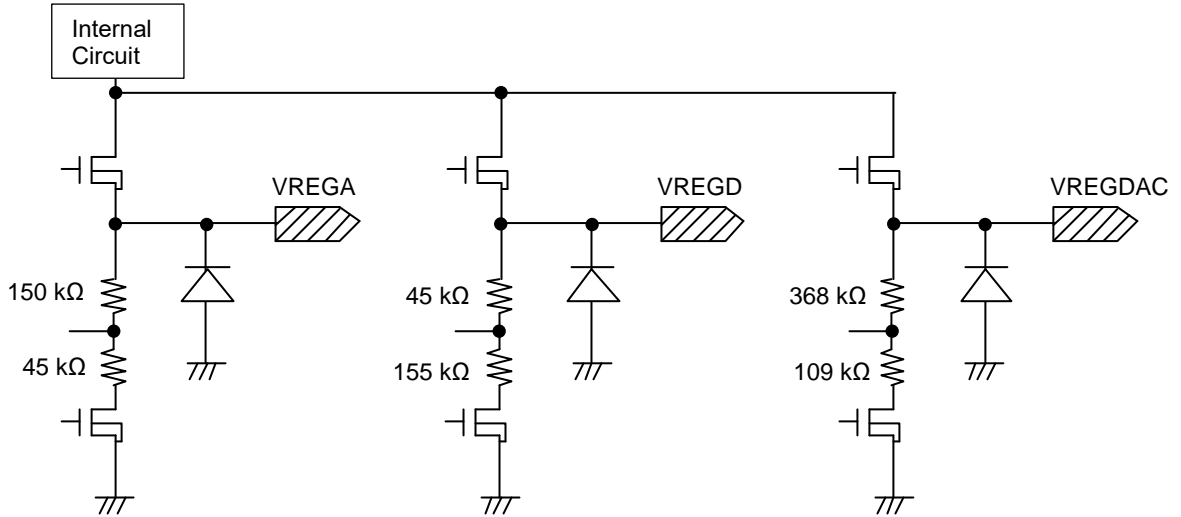 Internal
Circuit
VREGA
VREGD
VREGDAC
150 kΩ
45 kΩ
368 kΩ
45 kΩ
155 kΩ
109 kΩ